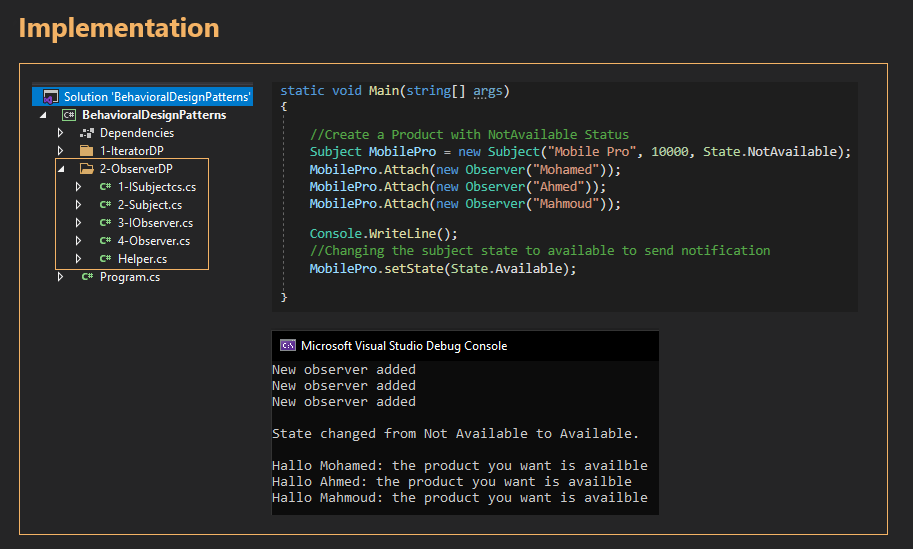 Implementation
Solution 'BehavioralDesignPatterns'
BehavioralDesignPatterns
Dependencies
1-IteratorDP
2-ObserverDP
C# 1-ISubjectcs.cs
C# 2-Subject.cs
C# 3-IObserver.cs
C# 4-Observer.cs
C# Helper.cs
C# Program.cs
static void Main(string[] args)
{
//Create a Product with NotAvailable Status
Subject MobilePro = new Subject("Mobile Pro", 10000, State.NotAvailable);
MobilePro.Attach(new Observer("Mohamed"));
MobilePro.Attach(new Observer("Ahmed"));
MobilePro.Attach(new Observer("Mahmoud"));
Console.WriteLine();
//Changing the subject state to available to send notification
MobilePro.setState(State.Available);
}
Microsoft Visual Studio Debug Console
New observer added
New observer added
New observer added
State changed from Not Available to Available.
Hallo Mohamed: the product you want is availble
Hallo Ahmed: the product you want is availble
Hallo Mahmoud: the product you want is availble